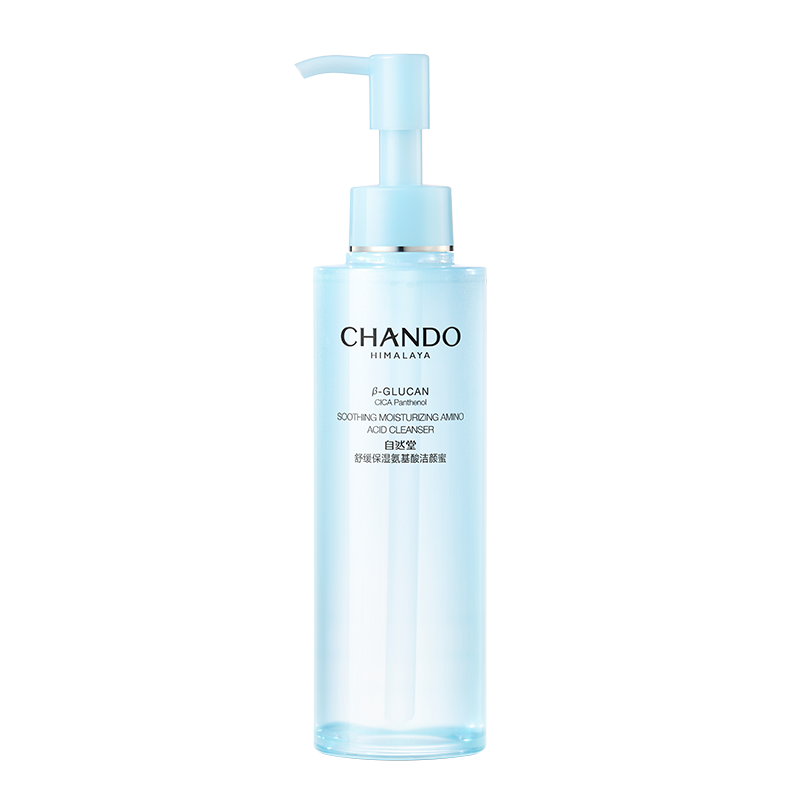 CHANDO
HIMALAYA
β-GLUCAN
CICA Panthenol
SOOTHING MOISTURIZING AMINO
ACID CLEANSER
自然堂
舒缓保湿氨基酸洁颜蜜